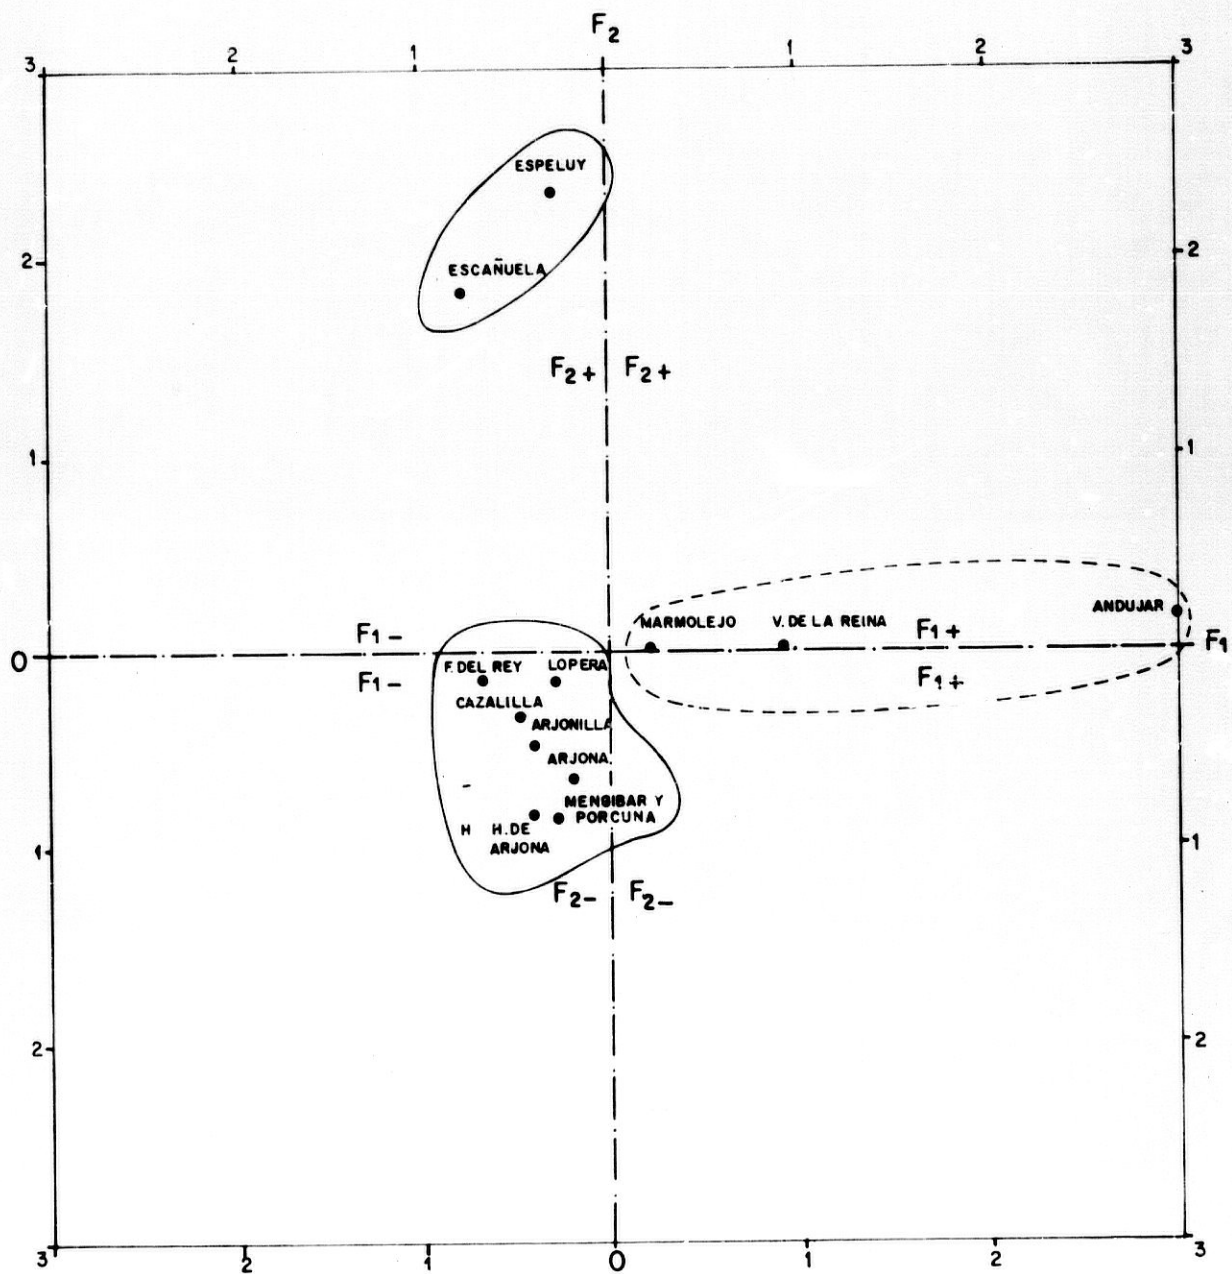 F2
3 2 1 1 2 3
ESPELUY
2 2
ESCAÑUELA
F2+ F2+
1 1
ANDUJAR
MARMOLEJO V. DE LA REINA
F1- F1+ F1
0
F1- F1+
F. DEL REY LOPERA
CAZALILLA
ARJONILLA
ARJONA
MENGIBAR Y
PORCUNA
H H. DE
ARJONA
1 1
F2- F2-
2 2
3 2 1 0 1 2 3